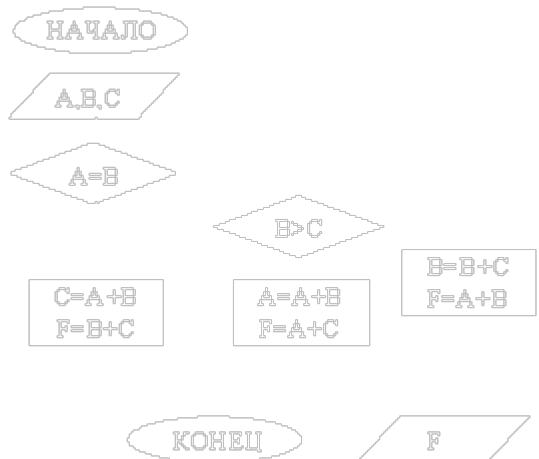 НАЧАЛО
A,B,C
A=B
B>C
B=B+C
F=A+B
C=A+B
F=B+C
A=A+B
F=A+C
КОНЕЦ
F